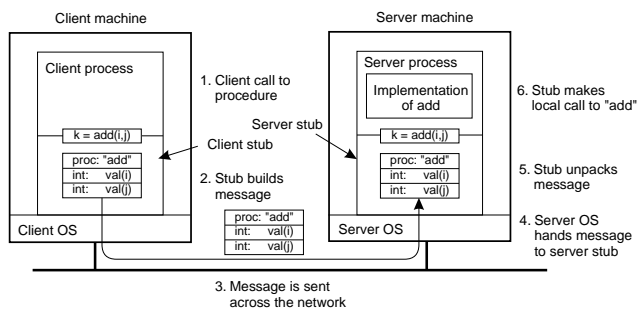 Client machine
Server machine
Client process
1. Client call to
procedure
Server process
Implementation
of add
6. Stub makes
local call to "add"
k = add(i,j)
Server stub
Client stub
k = add(i,j)
proc: "add"
int: val(i)
int: val(j)
2. Stub builds
message
proc: "add"
int: val(i)
int: val(j)
proc: "add"
int: val(i)
int: val(j)
5. Stub unpacks
message
Client OS
Server OS
4. Server OS
hands message
to server stub
3. Message is sent
across the network